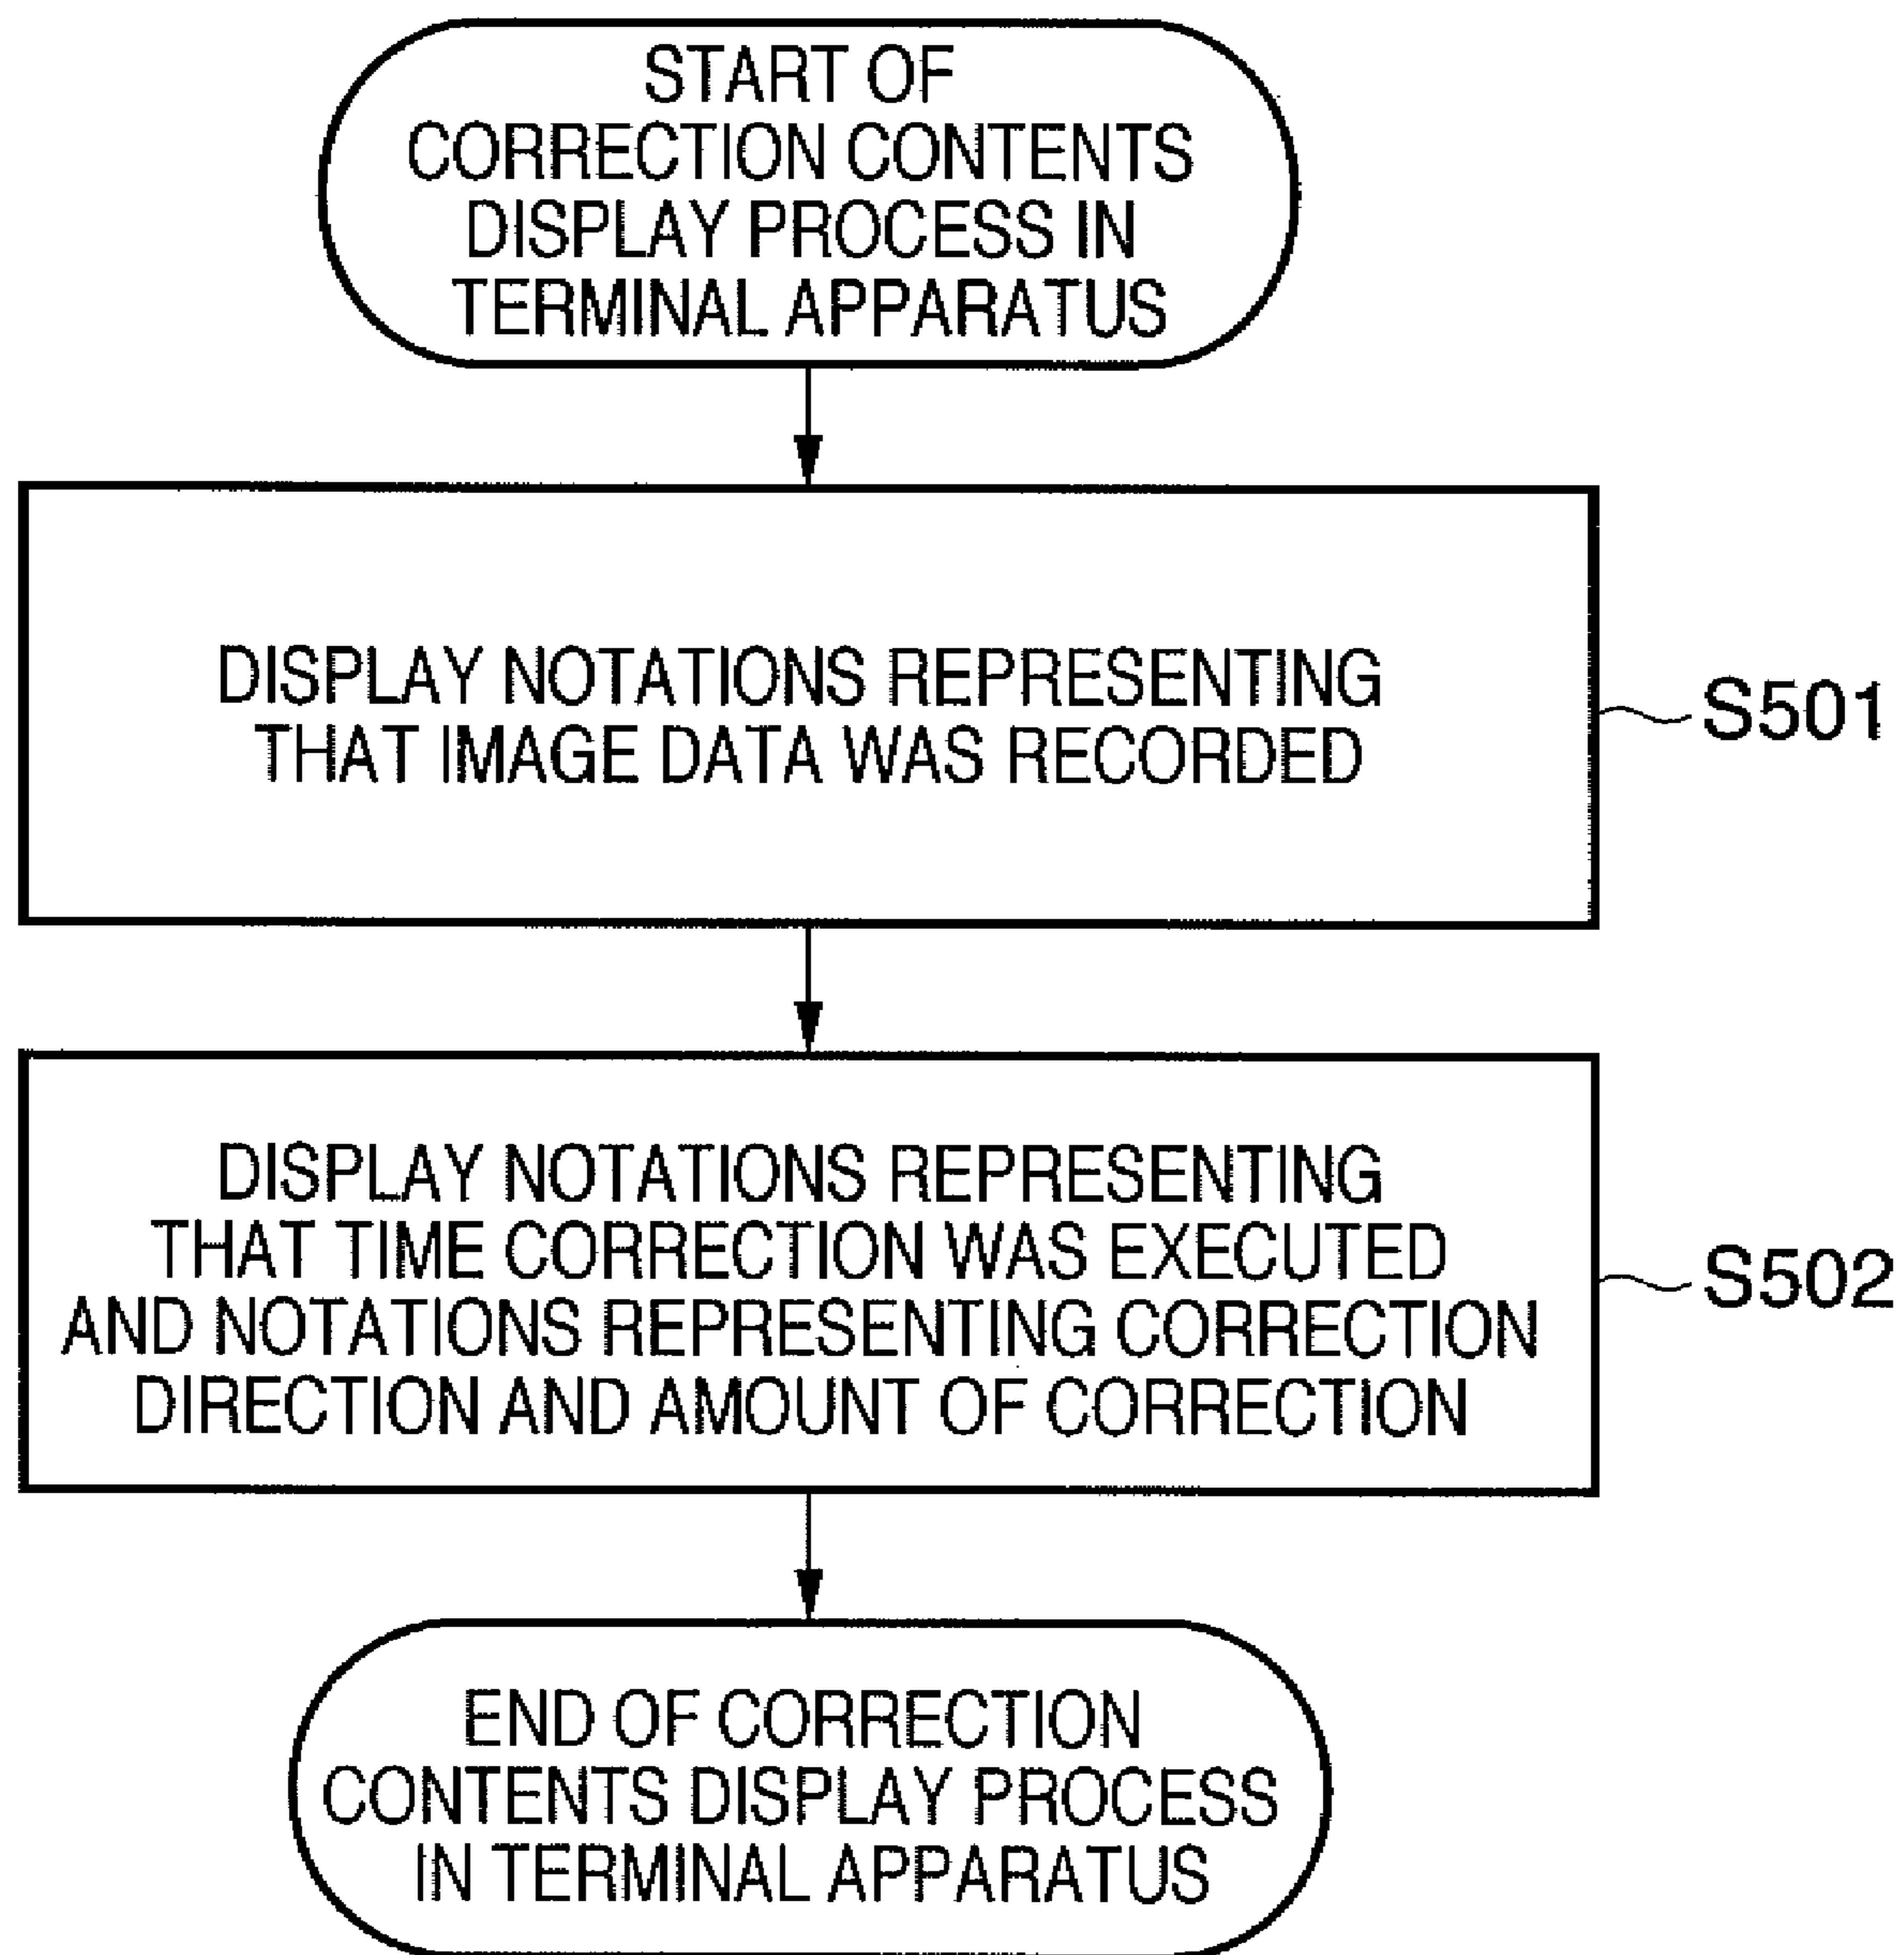 START OF
CORRECTION CONTENTS
DISPLAY PROCESS IN
TERMINAL APPARATUS
DISPLAY NOTATIONS REPRESENTING
THAT IMAGE DATA WAS RECORDED
S501
DISPLAY NOTATIONS REPRESENTING
THAT TIME CORRECTION WAS EXECUTED
AND NOTATIONS REPRESENTING CORRECTION
DIRECTION AND AMOUNT OF CORRECTION
S502
END OF CORRECTION
CONTENTS DISPLAY PROCESS
IN TERMINAL APPARATUS